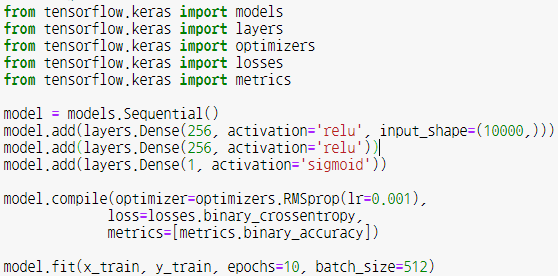 from tensorflow.keras import models
from tensorflow.keras import layers
from tensorflow.keras import optimizers
from tensorflow.keras import losses
from tensorflow.keras import metrics
model = models.Sequential()
model.add(layers.Dense(256, activation='relu', input_shape=(10000,)))
model.add(layers.Dense(256, activation='relu'))
model.add(layers.Dense(1, activation='sigmoid'))
model.compile(optimizer=optimizers.RMSprop(lr=0.001),
loss=losses.binary_crossentropy,
metrics=[metrics.binary_accuracy])
model.fit(x_train, y_train, epochs=10, batch_size=512)